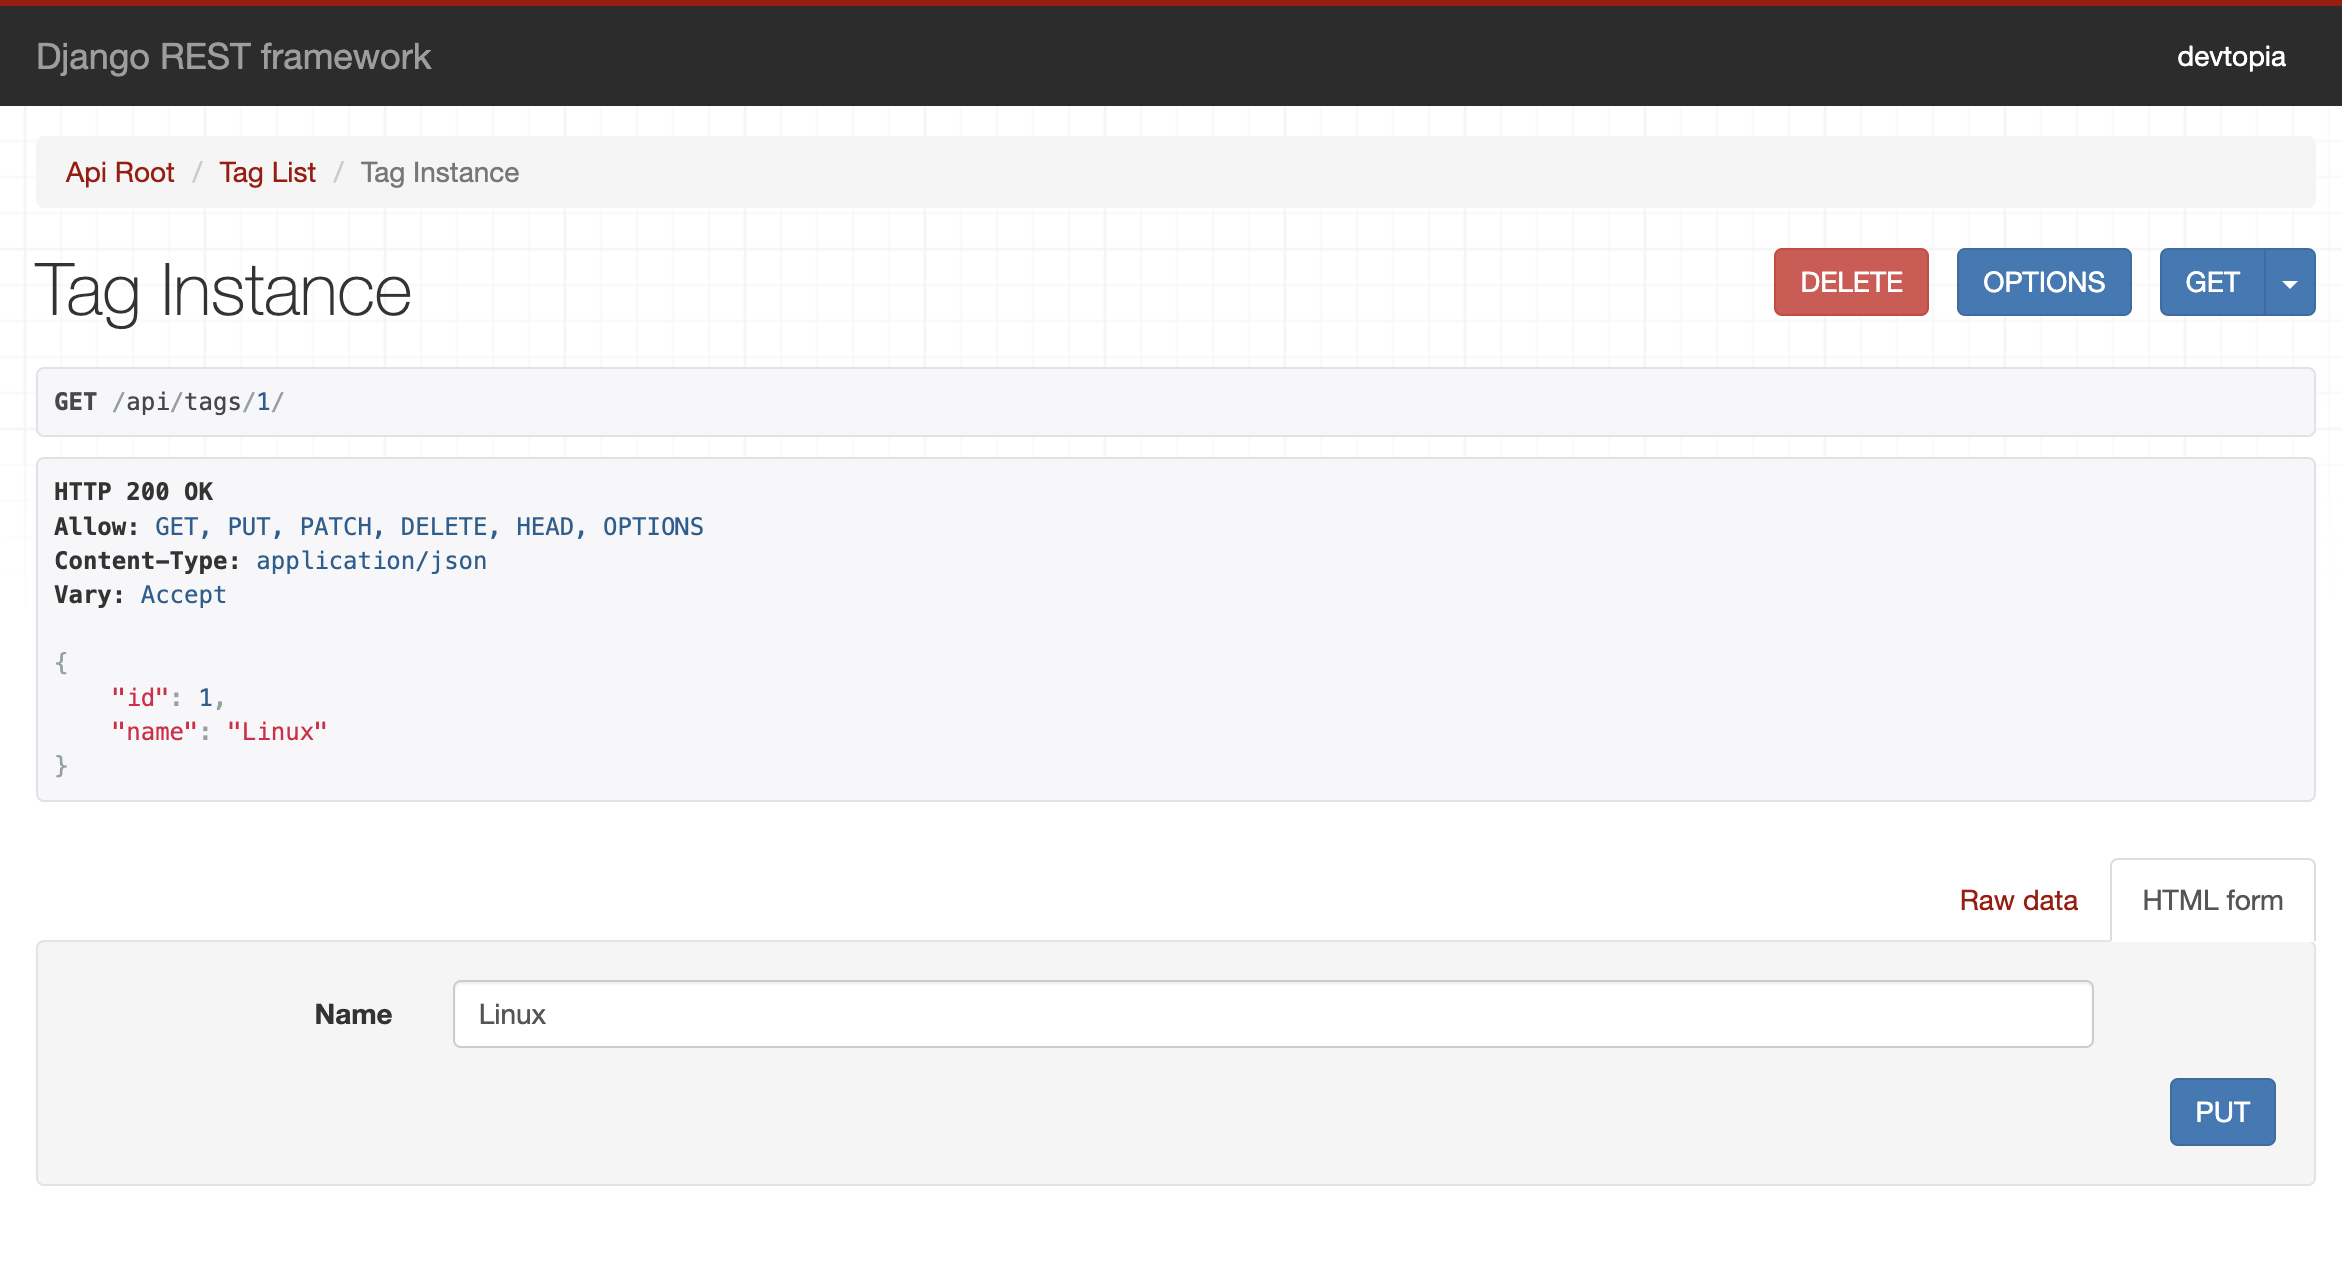 Django REST framework devtopia
Api Root / Tag List / Tag Instance
Tag Instance DELETE OPTIONS GET
GET /api/tags/1/
HTTP 200 OK
Allow: GET, PUT, PATCH, DELETE, HEAD, OPTIONS
Content-Type: application/json
Vary: Accept
{
    "id": 1,
    "name": "Linux"
}
Raw data HTML form
Name Linux
PUT